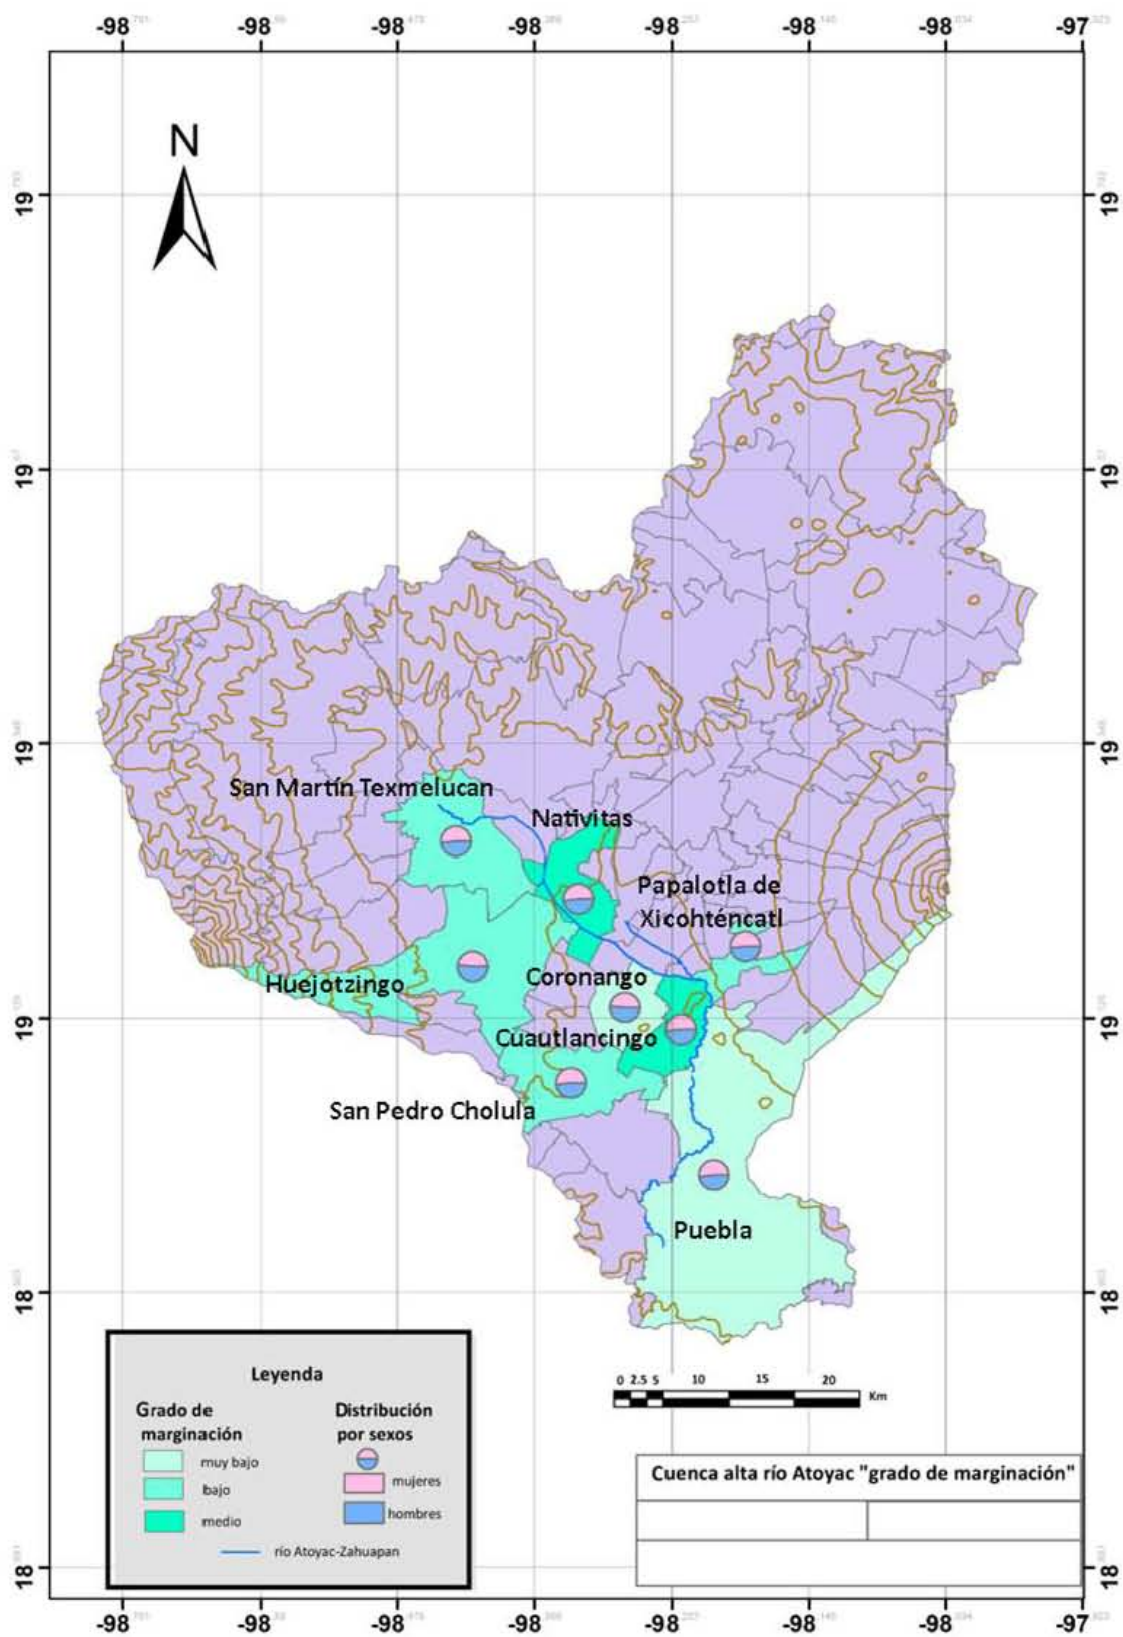 -98 -98 -98 -98 -98 -98 -98 -97
N
19 19
19 19
19 19
San Martín Texmelucan
Nativitas
Papalotla de
Xicohténcatl
Huejotzingo
Coronango
19 19
Cuautlancingo
San Pedro Cholula
Puebla
18 18
Leyenda
Grado de
marginación
muy bajo
bajo
medio
Distribución
por sexos
mujeres
hombres
río Atoyac-Zahuapan
0 2.5 5 10 15 20
Km
Cuenca alta río Atoyac "grado de marginación"
18 18
-98 -98 -98 -98 -98 -98 -98 -97